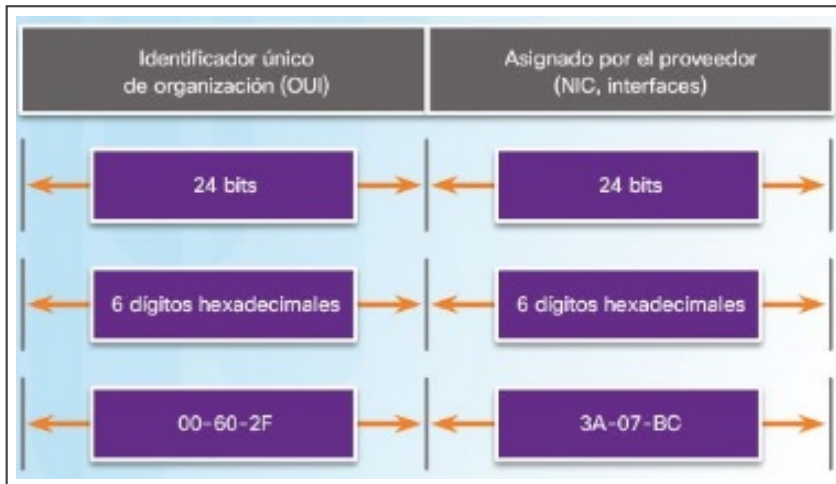 Identificador único
de organización (OUI)
Asignado por el proveedor
(NIC, interfaces)
24 bits
24 bits
6 dígitos hexadecimales
6 dígitos hexadecimales
00-60-2F
3A-07-BC